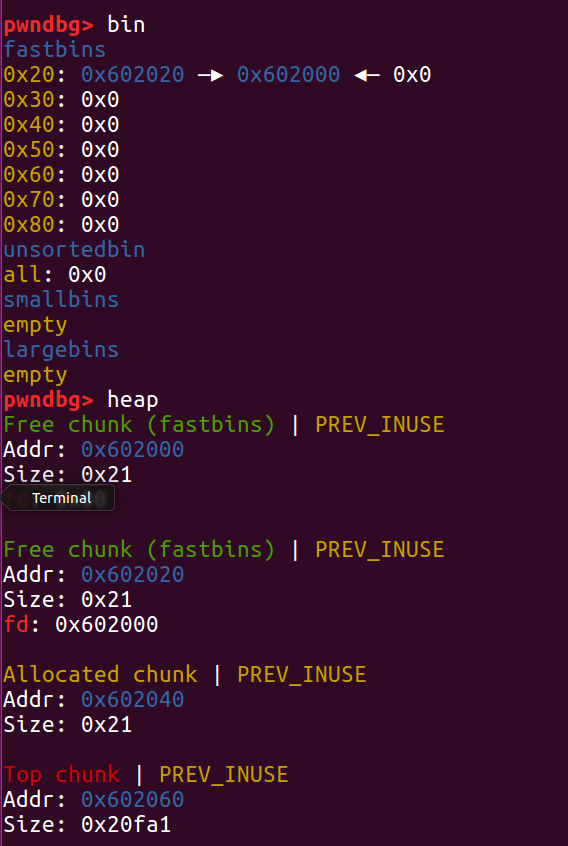 pwndbg> bin
fastbins
0x20: 0x602020 —▸ 0x602000 ◂— 0x0
0x30: 0x0
0x40: 0x0
0x50: 0x0
0x60: 0x0
0x70: 0x0
0x80: 0x0
unsortedbin
all: 0x0
smallbins
empty
largebins
empty
pwndbg> heap
Free chunk (fastbins) | PREV_INUSE
Addr: 0x602000
Size: 0x21
Terminal
Free chunk (fastbins) | PREV_INUSE
Addr: 0x602020
Size: 0x21
fd: 0x602000
Allocated chunk | PREV_INUSE
Addr: 0x602040
Size: 0x21
Top chunk | PREV_INUSE
Addr: 0x602060
Size: 0x20fa1